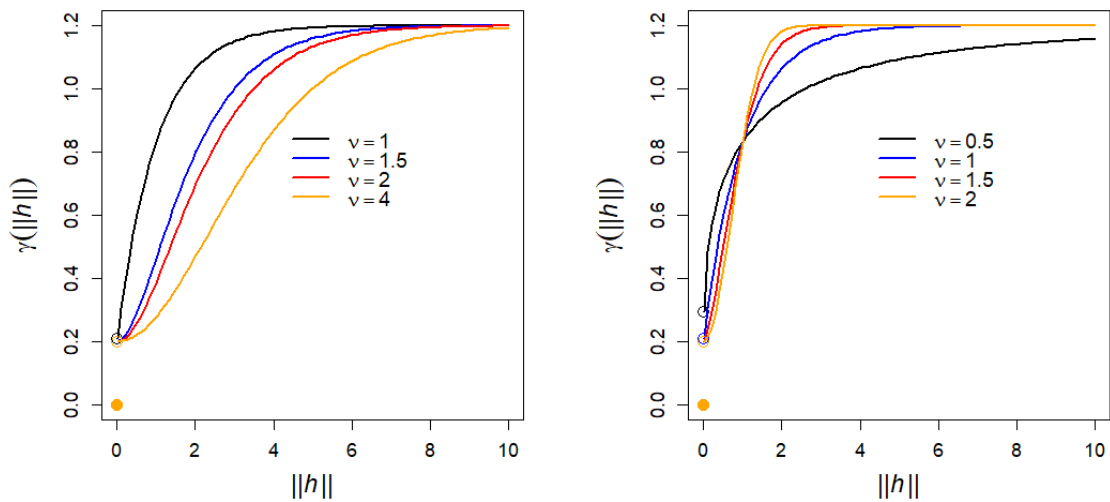 1.2
1.0
0.8
0.6
0.4
0.2
0.0
γ(||h||)
ν = 1
ν = 1.5
ν = 2
ν = 4
0 2 4 6 8 10
||h||
1.2
1.0
0.8
0.6
0.4
0.2
0.0
γ(||h||)
ν = 0.5
ν = 1
ν = 1.5
ν = 2
0 2 4 6 8 10
||h||